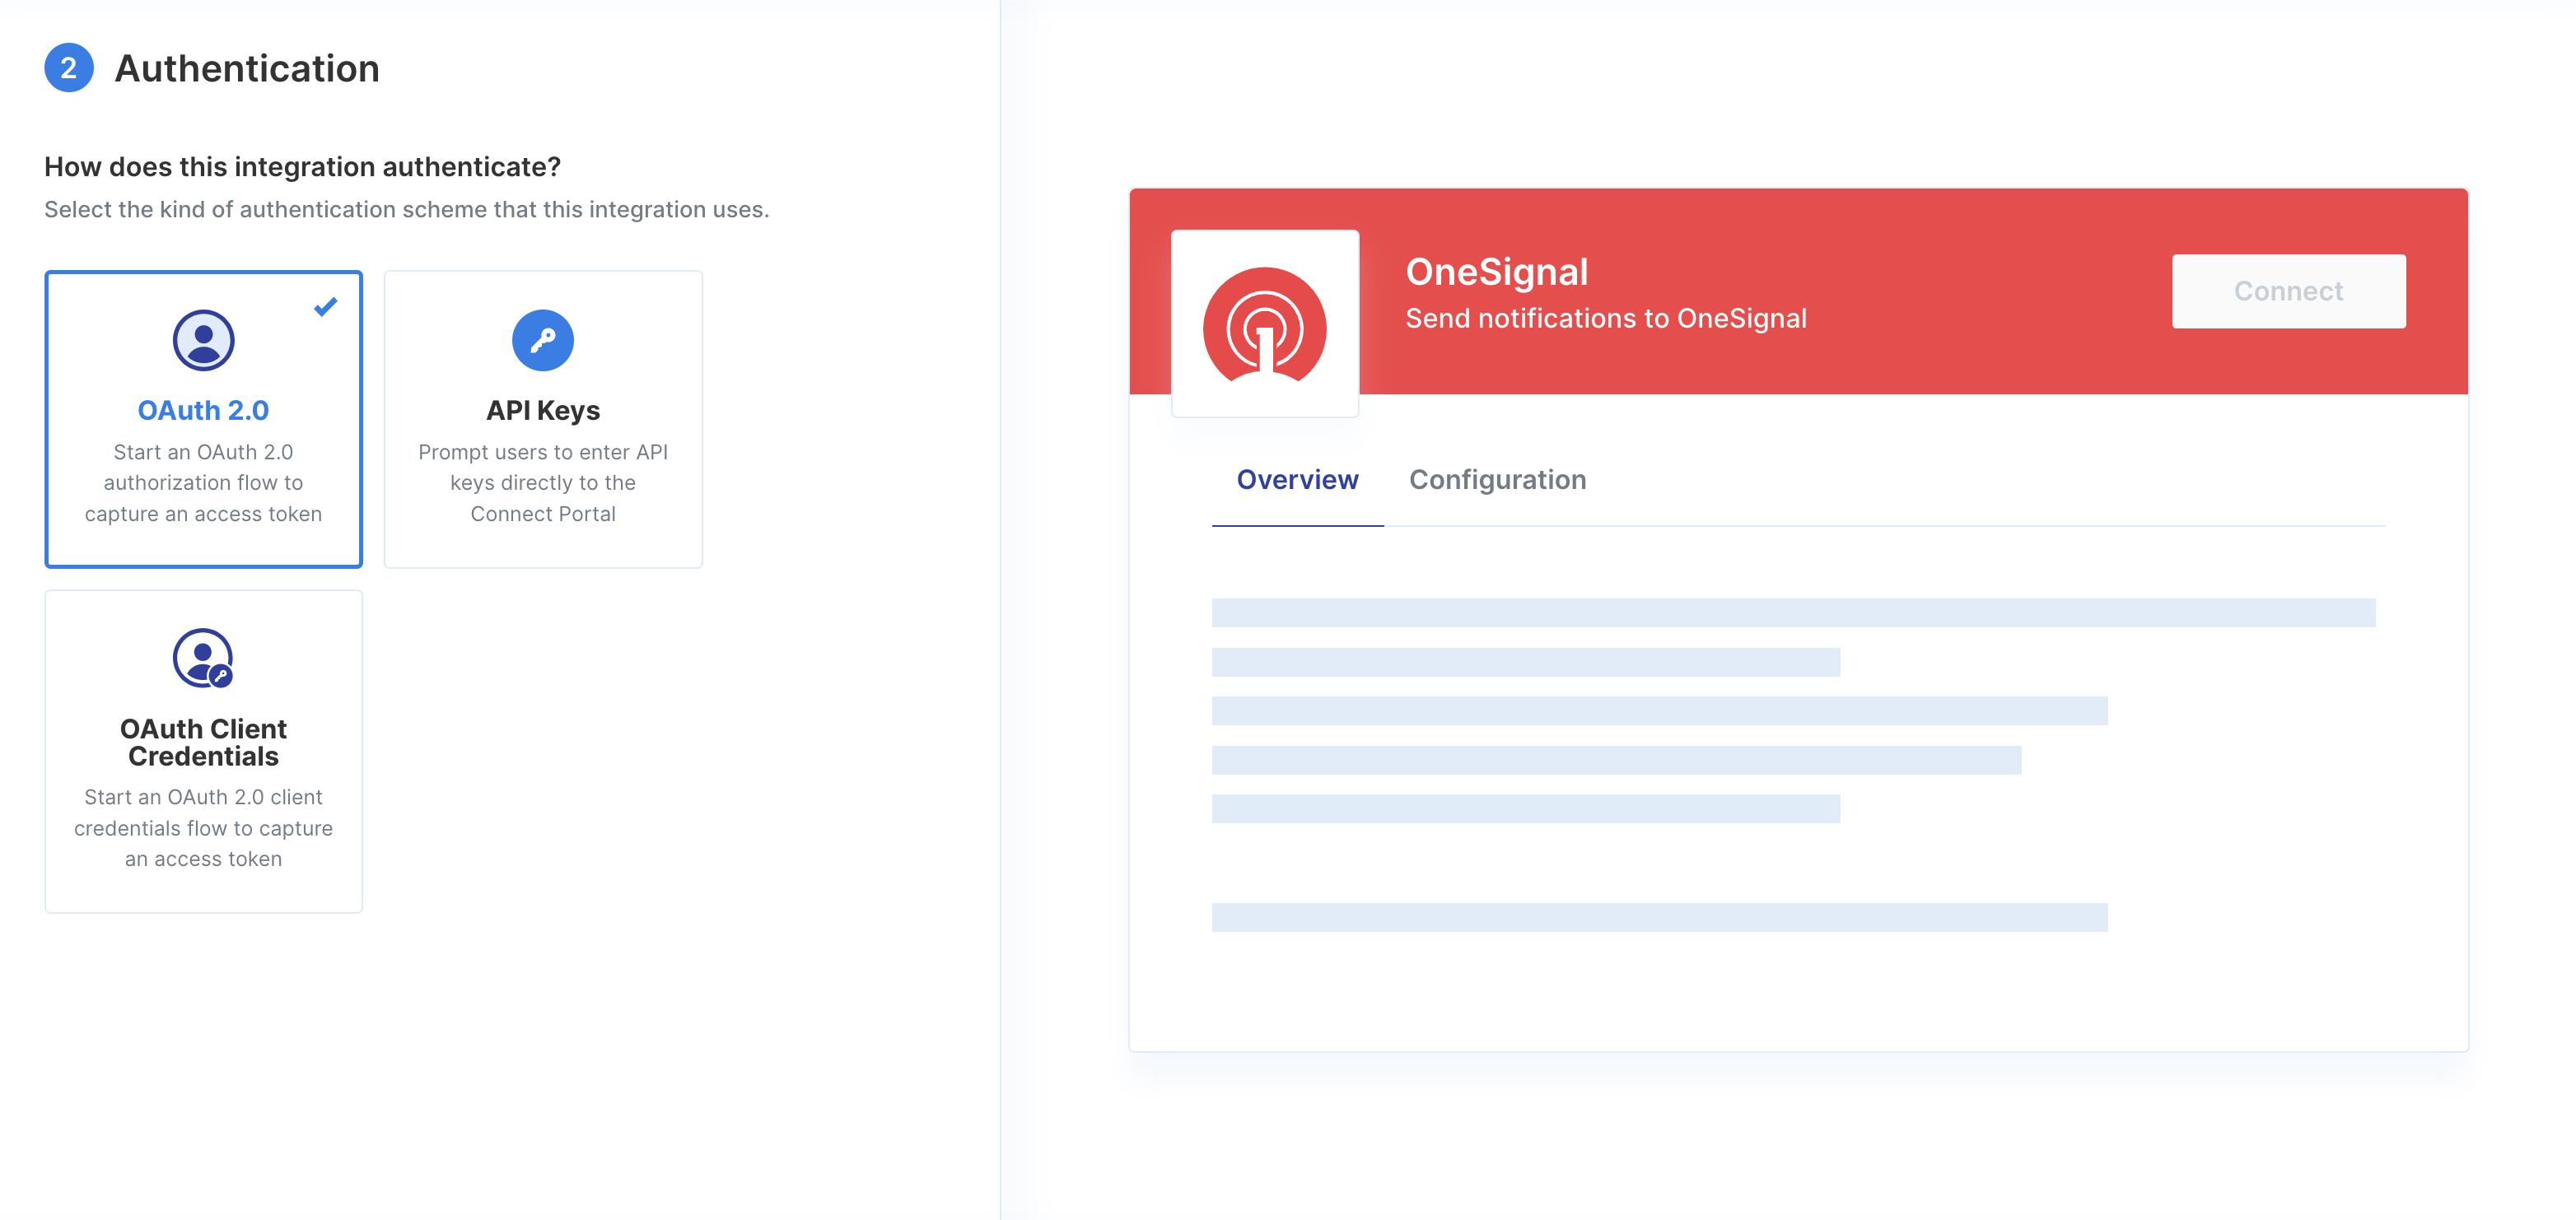 2
Authentication
How does this integration authenticate?
Select the kind of authentication scheme that this integration uses.
OAuth 2.0
Start an OAuth 2.0
authorization flow to
capture an access token
API Keys
Prompt users to enter API
keys directly to the
Connect Portal
OAuth Client
Credentials
Start an OAuth 2.0 client
credentials flow to capture
an access token
OneSignal
Send notifications to OneSignal
Connect
Overview
Configuration